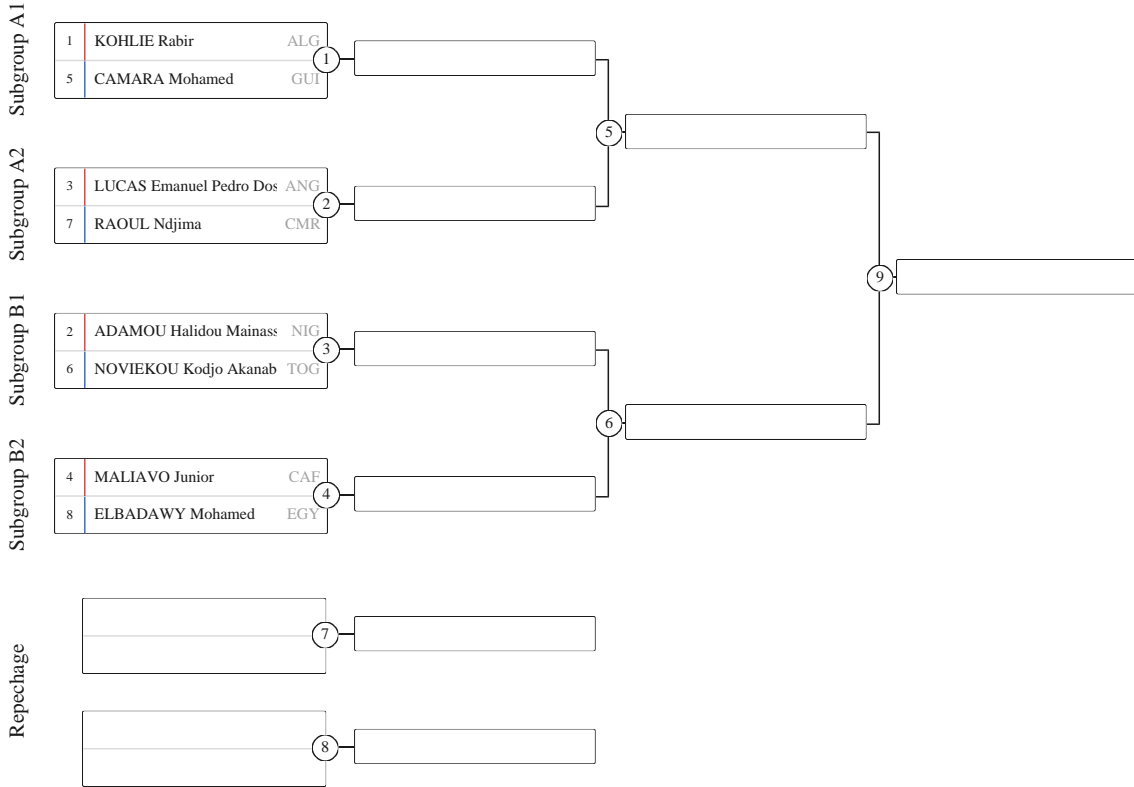 Subgroup A1
1 KOHLIE Rabir ALG
5 CAMARA Mohamed GUI
1
5
Subgroup A2
3 LUCAS Emanuel Pedro Dos ANG
7 RAOUL Ndjima CMR
2
9
Subgroup B1
2 ADAMOU Halidou Mainass NIG
6 NOVIEKOU Kodjo Akanab TOG
3
6
Subgroup B2
4 MALIAVO Junior CAF
8 ELBADAWY Mohamed EGY
4
Repechage
7
8